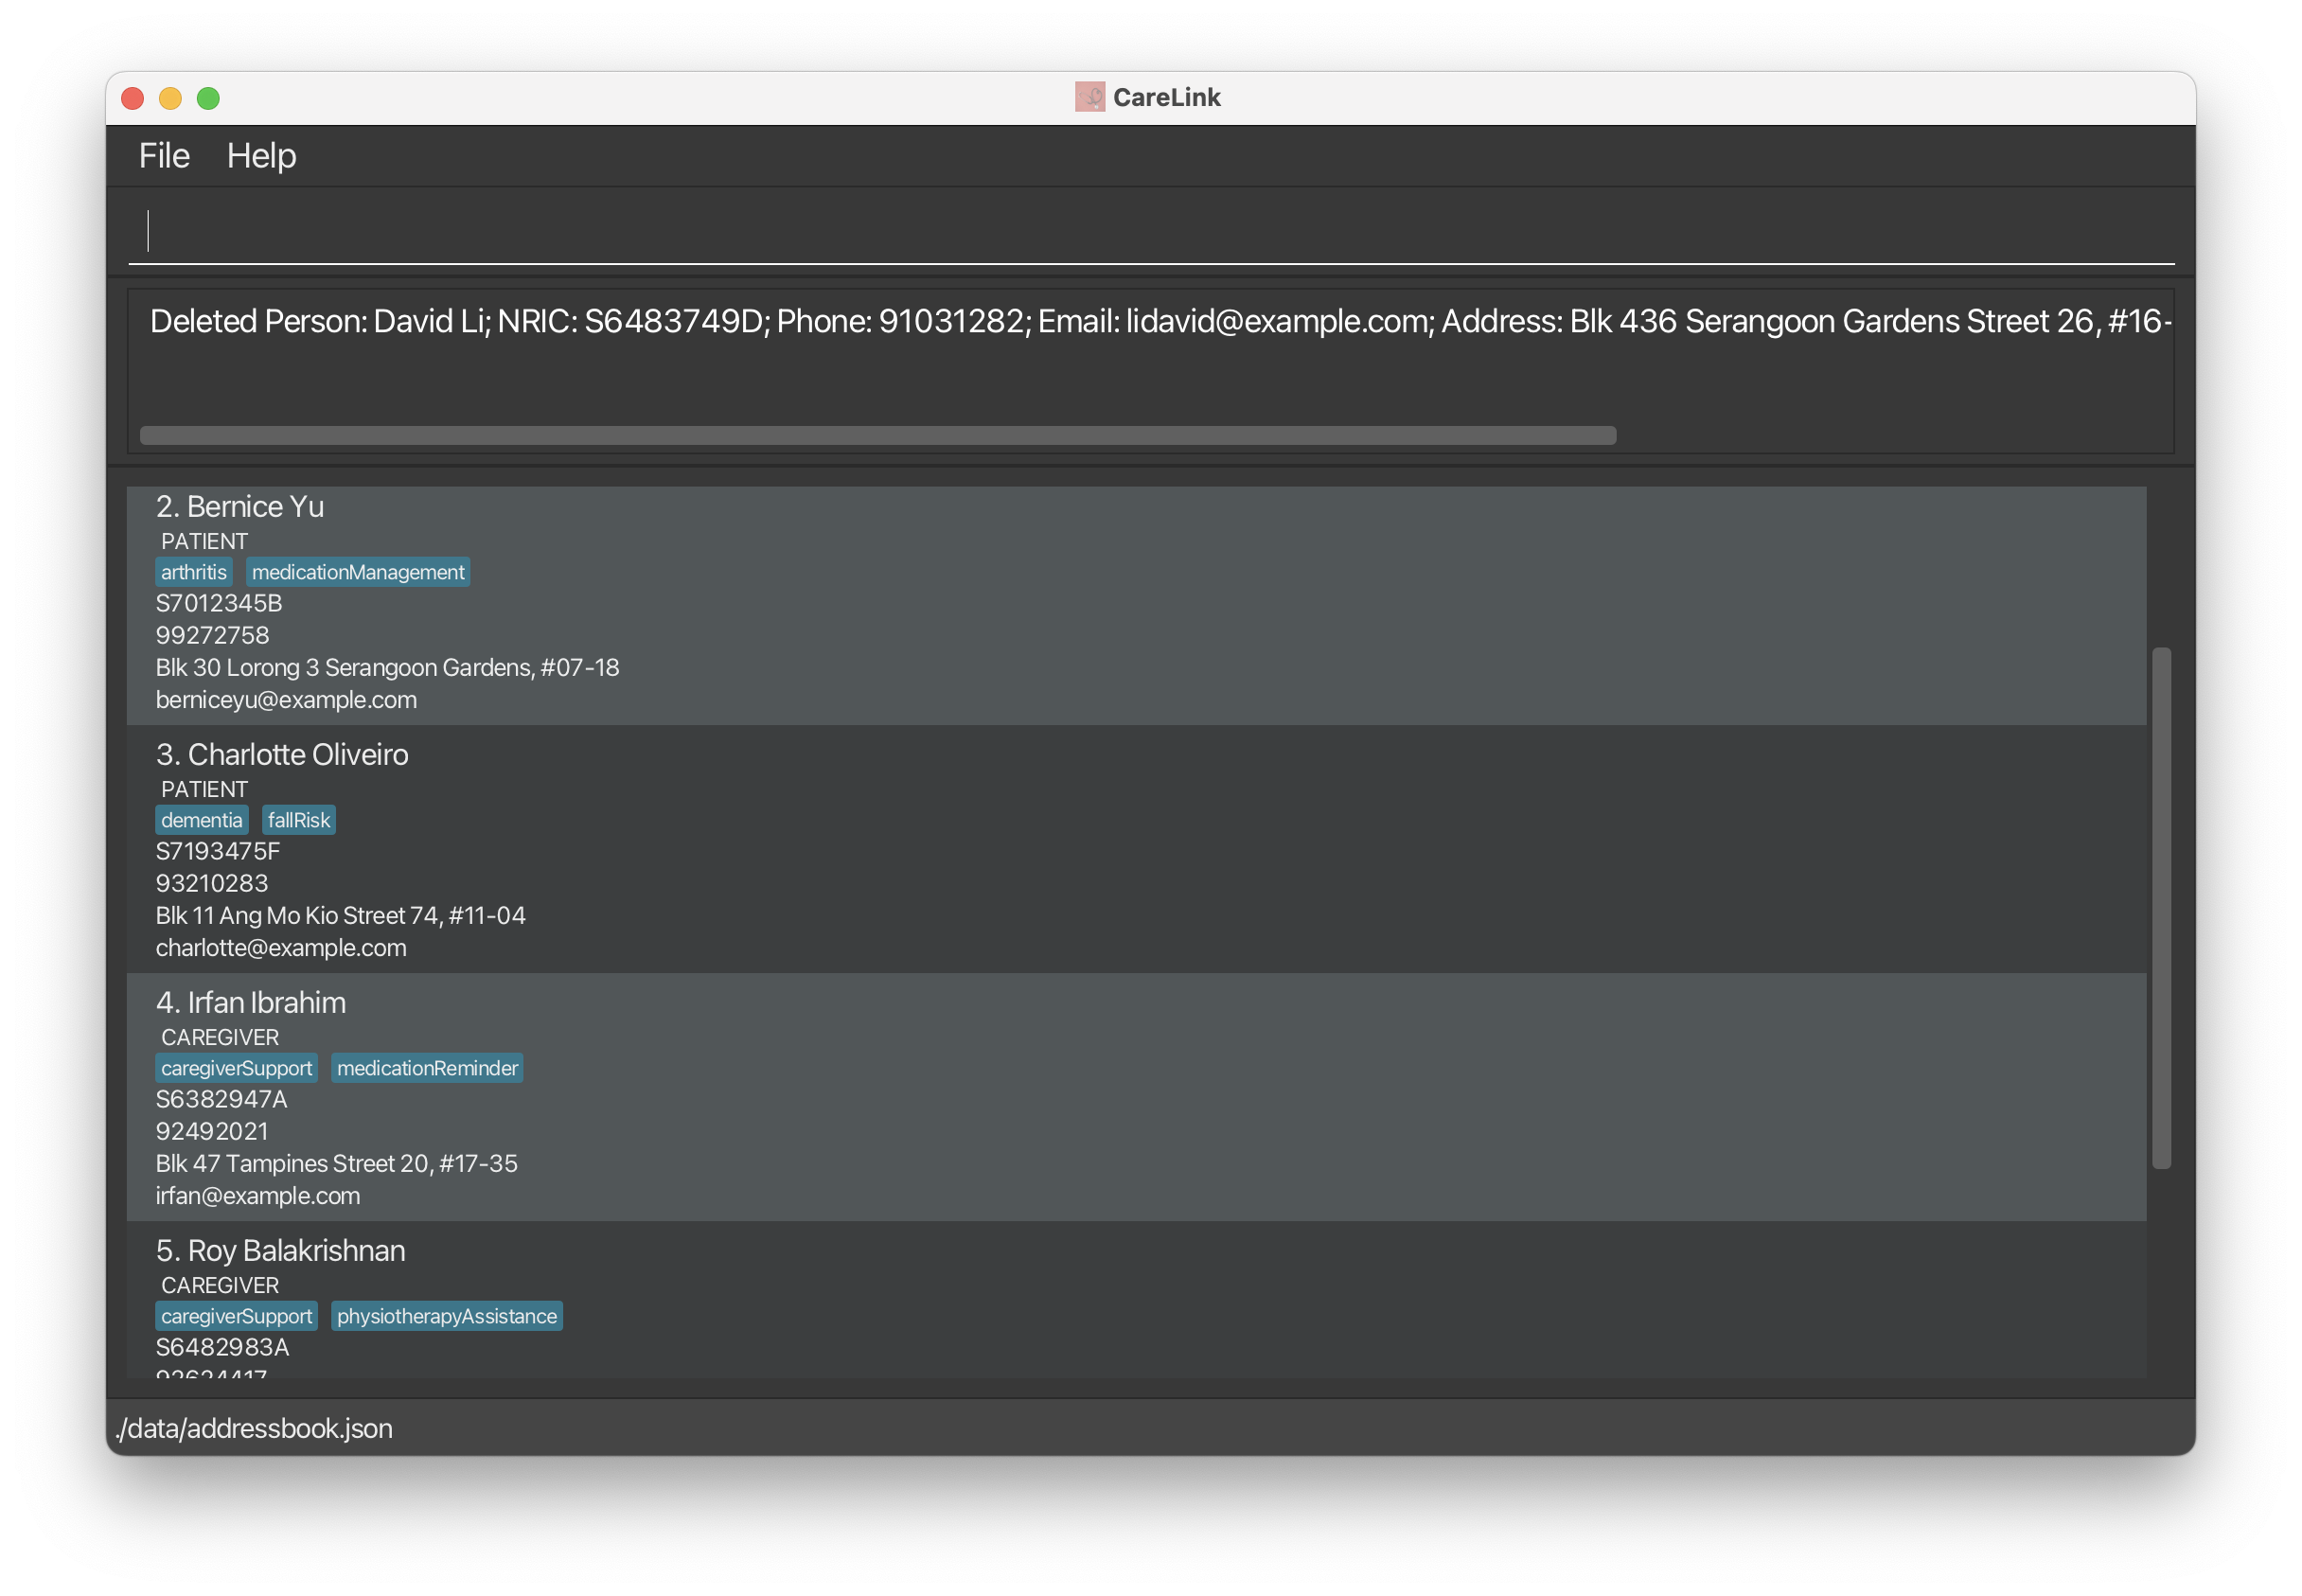 CareLink
File Help
Deleted Person: David Li; NRIC: S6483749D; Phone: 91031282; Email: lidavid@example.com; Address: Blk 436 Serangoon Gardens Street 26, #16-
2. Bernice Yu
PATIENT
arthritis medicationManagement
S7012345B
99272758
Blk 30 Lorong 3 Serangoon Gardens, #07-18
berniceyu@example.com
3. Charlotte Oliveiro
PATIENT
dementia fallRisk
S7193475F
93210283
Blk 11 Ang Mo Kio Street 74, #11-04
charlotte@example.com
4. Irfan Ibrahim
CAREGIVER
caregiverSupport medicationReminder
S6382947A
92492021
Blk 47 Tampines Street 20, #17-35
irfan@example.com
5. Roy Balakrishnan
CAREGIVER
caregiverSupport physiotherapyAssistance
S6482983A
./data/addressbook.json